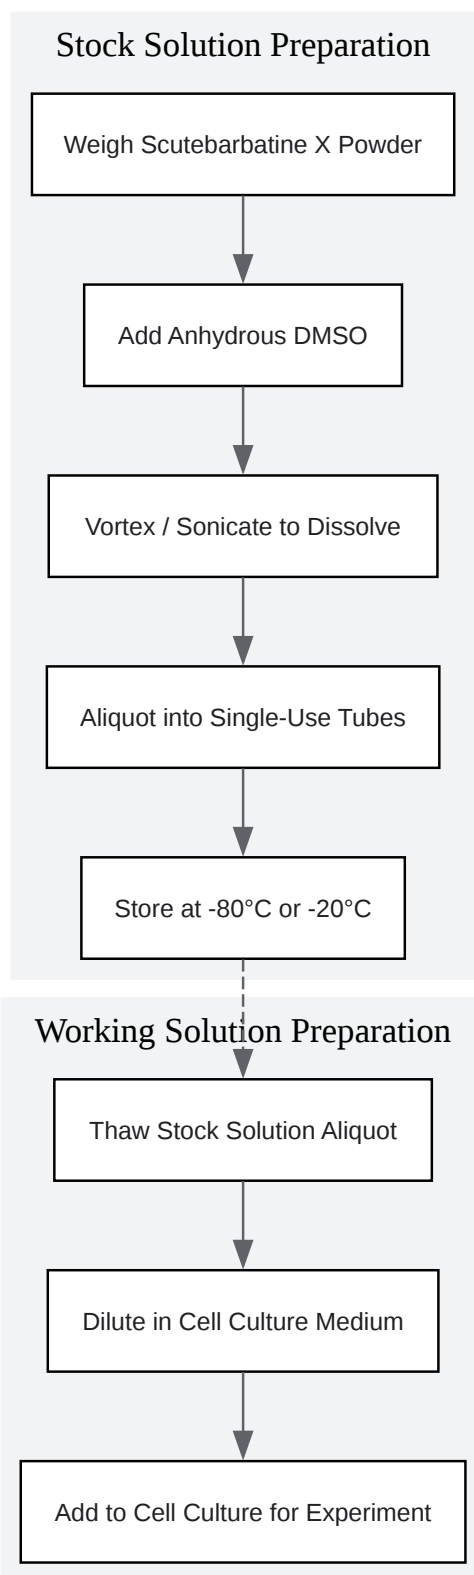 Stock Solution Preparation
Weigh Scutebarbatine X Powder
Add Anhydrous DMSO
Vortex / Sonicate to Dissolve
Aliquot into Single-Use Tubes
Store at -80°C or -20°C
Working Solution Preparation
Thaw Stock Solution Aliquot
Dilute in Cell Culture Medium
Add to Cell Culture for Experiment